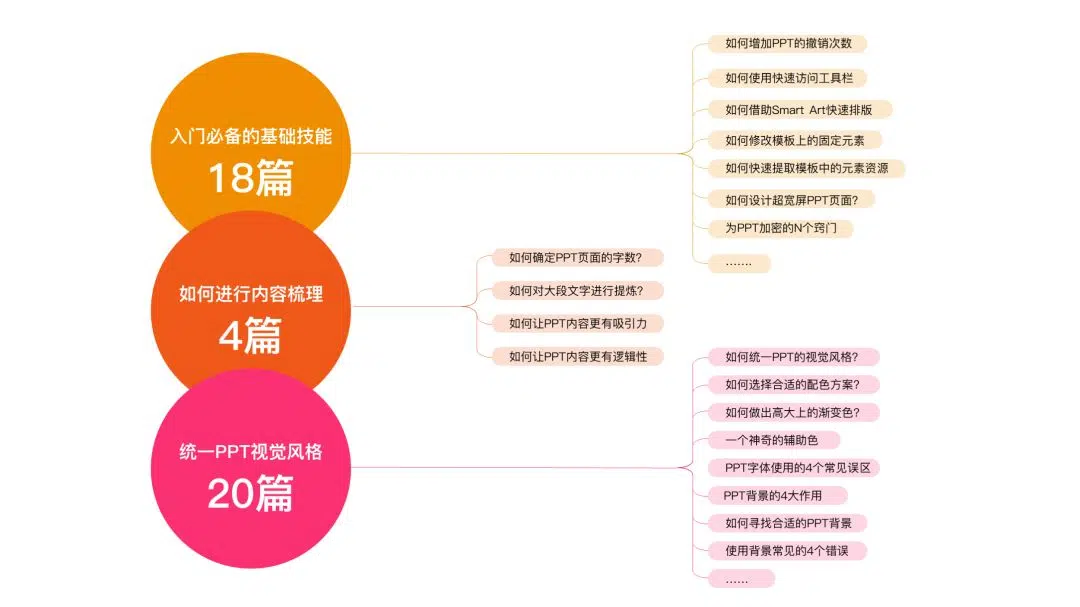 入门必备的基础技能
18篇
如何增加PPT的撤销次数
如何使用快速访问工具栏
如何借助Smart Art快速排版
如何修改模板上的固定元素
如何快速提取模板中的元素资源
如何设计超宽屏PPT页面?
为PPT加密的N个窍门
.......
如何进行内容梳理
4篇
如何确定PPT页面的字数?
如何对大段文字进行提炼?
如何让PPT内容更有吸引力
如何让PPT内容更有逻辑性
统一PPT视觉风格
20篇
如何统一PPT的视觉风格?
如何选择合适的配色方案?
如何做出高大上的渐变色?
一个神奇的辅助色
PPT字体使用的4个常见误区
PPT背景的4大作用
如何寻找合适的PPT背景
使用背景常见的4个错误
......